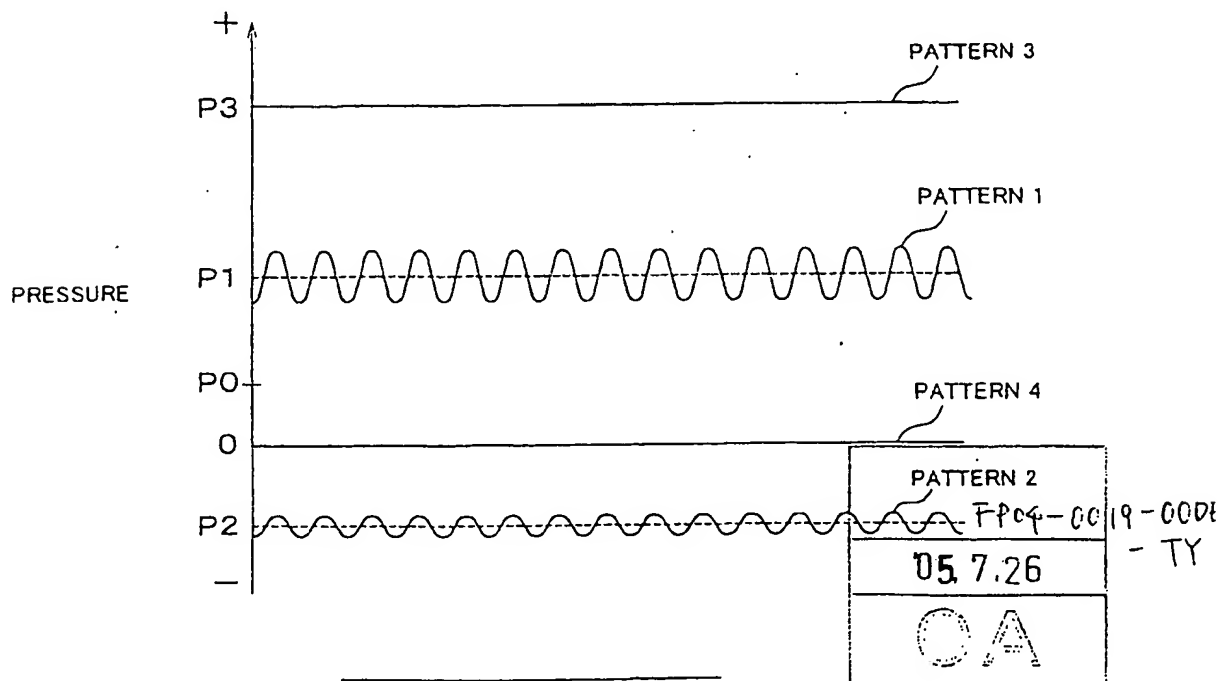 +
PATTERN 3
P3
PATTERN 1
P1
PRESSURE
P0
PATTERN 4
0
PATTERN 2
P2
FP04-0019-00DE
- TY
-
'05.7.26
CA